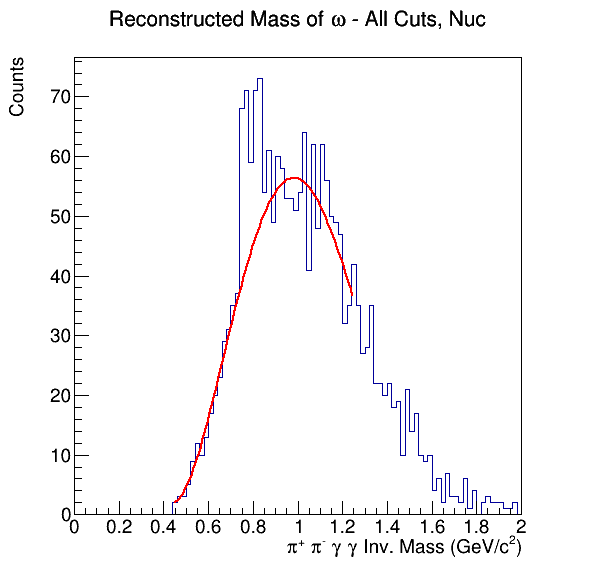 Reconstructed Mass of ω - All Cuts, Nuc
Counts
70
60
50
40
30
20
10
0
0 0.2 0.4 0.6 0.8 1 1.2 1.4 1.6 1.8 2
π⁺ π⁻ γ γ Inv. Mass (GeV/c²)